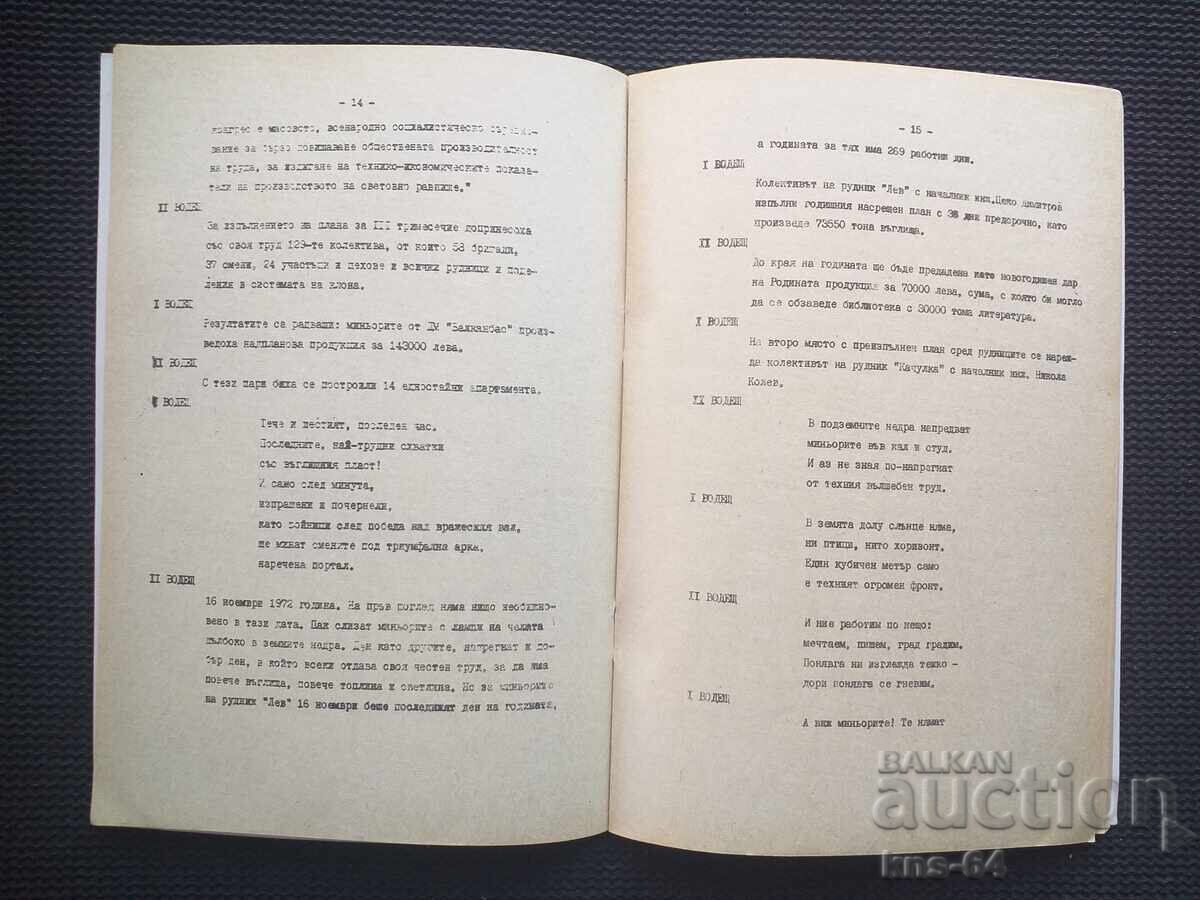 - 14 -
конгрес е масовото, всенародно социалистическо
вание за бързо повишаване обществената производителност
на труда, за издигане на технико-икономическите показа-
тели на производството на световно равнище."
II ВОДЕЩ
За изпълнението на плана за III тримесечие допринесоха
със своя труд 129-те колектива, от които 58 бригади,
37 смени, 24 участъци и цехове и всички рудници и поде-
ления в системата на клона.
I ВОДЕЩ
Резултатите са радващи: миньорите от ДМ "Балканбас" произ-
ведоха надпланова продукция за 143000 лева.
II ВОДЕЩ
С тези пари биха се построили 14 едностайни апартамента.
I ВОДЕЩ
Тече и шестият, последен час.
Последните, най-трудни схватки
със въглищния пласт!
И само след минута,
изпрашени и почернели,
като войници след победа над вражеския вал,
ще минат смените под триумфална арка,
наречена портал.
II ВОДЕЩ
16 ноември 1972 година. На пръв поглед няма нищо необикно-
вено в тази дата. Пак слизат миньорите с лампи на челата
дълбоко в земните недра. Ден като другите, напрегнат и до-
бър ден, в който всеки отдава своя честен труд, за да има
повече въглища, повече топлина и светлина. Но за миньорите
на рудник "Лев" 16 ноември беше последният ден на годината,
- 15 -
а годината за тях има 269 работни дни.
I ВОДЕЩ
Колективът на рудник "Лев" с началник инж.Цеко Димитров
изпълни годишния насрещен план с дни предсрочно, като
произведе 73550 тона въглища.
II ВОДЕЩ
До края на годината ще бъде предадена като новогодишен дар
на Родината продукция за 70000 лева, сума, с която би могло
да се обзаведе библиотека с 30000 тома литература.
I ВОДЕЩ
На второ място с преизпълнен план сред рудниците се нареж-
да колективът на рудник "Качулка" с началник инж. Никола
Колев.
II ВОДЕЩ
В подземните недра напредват
миньорите във кал и студ.
И аз не зная по-напрегнат
от техния вълшебен труд.
I ВОДЕЩ
В земята долу слънце няма,
ни птици, нито хоризонт.
Един кубичен метър само
е техният огромен фронт.
II ВОДЕЩ
И ние работим по нещо:
мечтаем, пишем, град градим.
Понявга ни изглежда тежко -
дори понявга се гневим.
I ВОДЕЩ
А виж миньорите! Те нямат
BALKAN
auction
kns-64